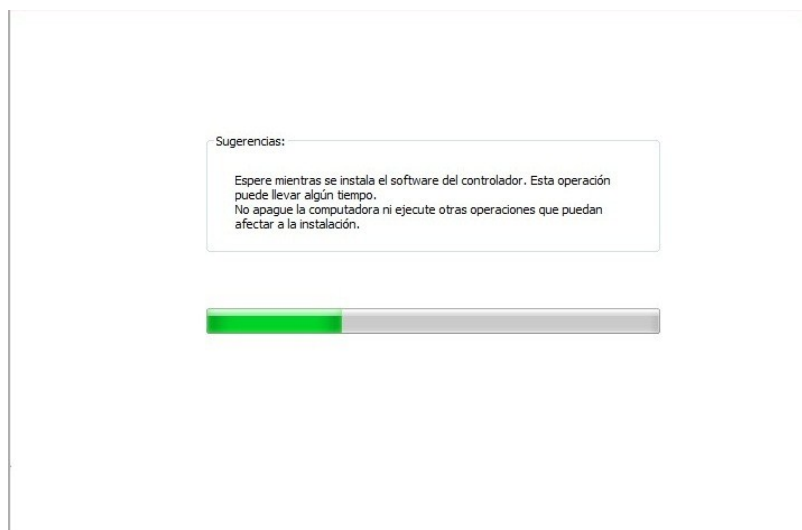 Sugerencias:
Espere mientras se instala el software del controlador. Esta operación
puede llevar algún tiempo.
No apague la computadora ni ejecute otras operaciones que puedan
afectar a la instalación.